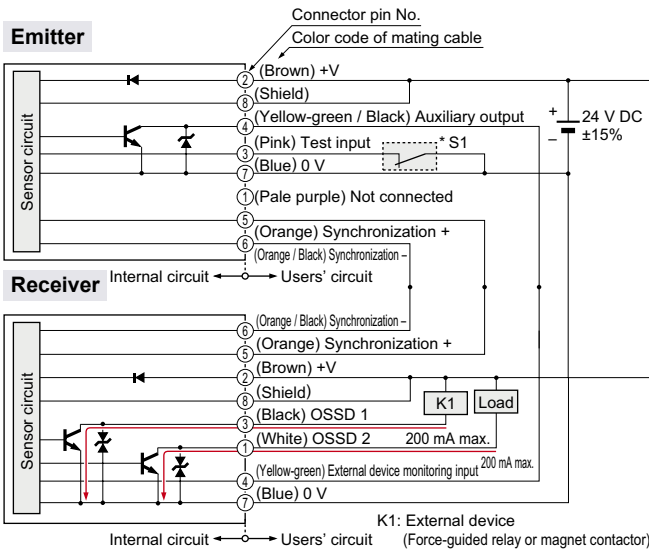 Connector pin No.
Emitter
Color code of mating cable
2 (Brown) +V
8 (Shield)
4 (Yellow-green / Black) Auxiliary output
+ 24 V DC
– ±15%
3 (Pink) Test input
* S1
7 (Blue) 0 V
Sensor circuit
1 (Pale purple) Not connected
5
(Orange) Synchronization +
6
(Orange / Black) Synchronization –
Internal circuit Users' circuit
Receiver
(Orange / Black) Synchronization –
6
(Orange) Synchronization +
5
2 (Brown) +V
8 (Shield)
K1 Load
3 (Black) OSSD 1
1 (White) OSSD 2 200 mA max.
Sensor circuit
4 (Yellow-green) External device monitoring input 200 mA max.
7 (Blue) 0 V
K1: External device
Internal circuit Users' circuit (Force-guided relay or magnet contactor)